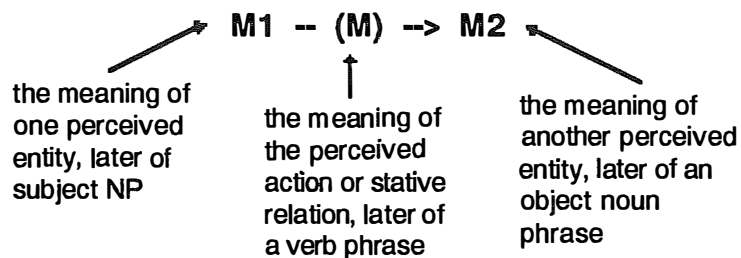 M1 -- (M) --> M2
the meaning of
one perceived
entity, later of
subject NP
the meaning of
the perceived
action or stative
relation, later of
a verb phrase
the meaning of
another perceived
entity, later of an
object noun
phrase